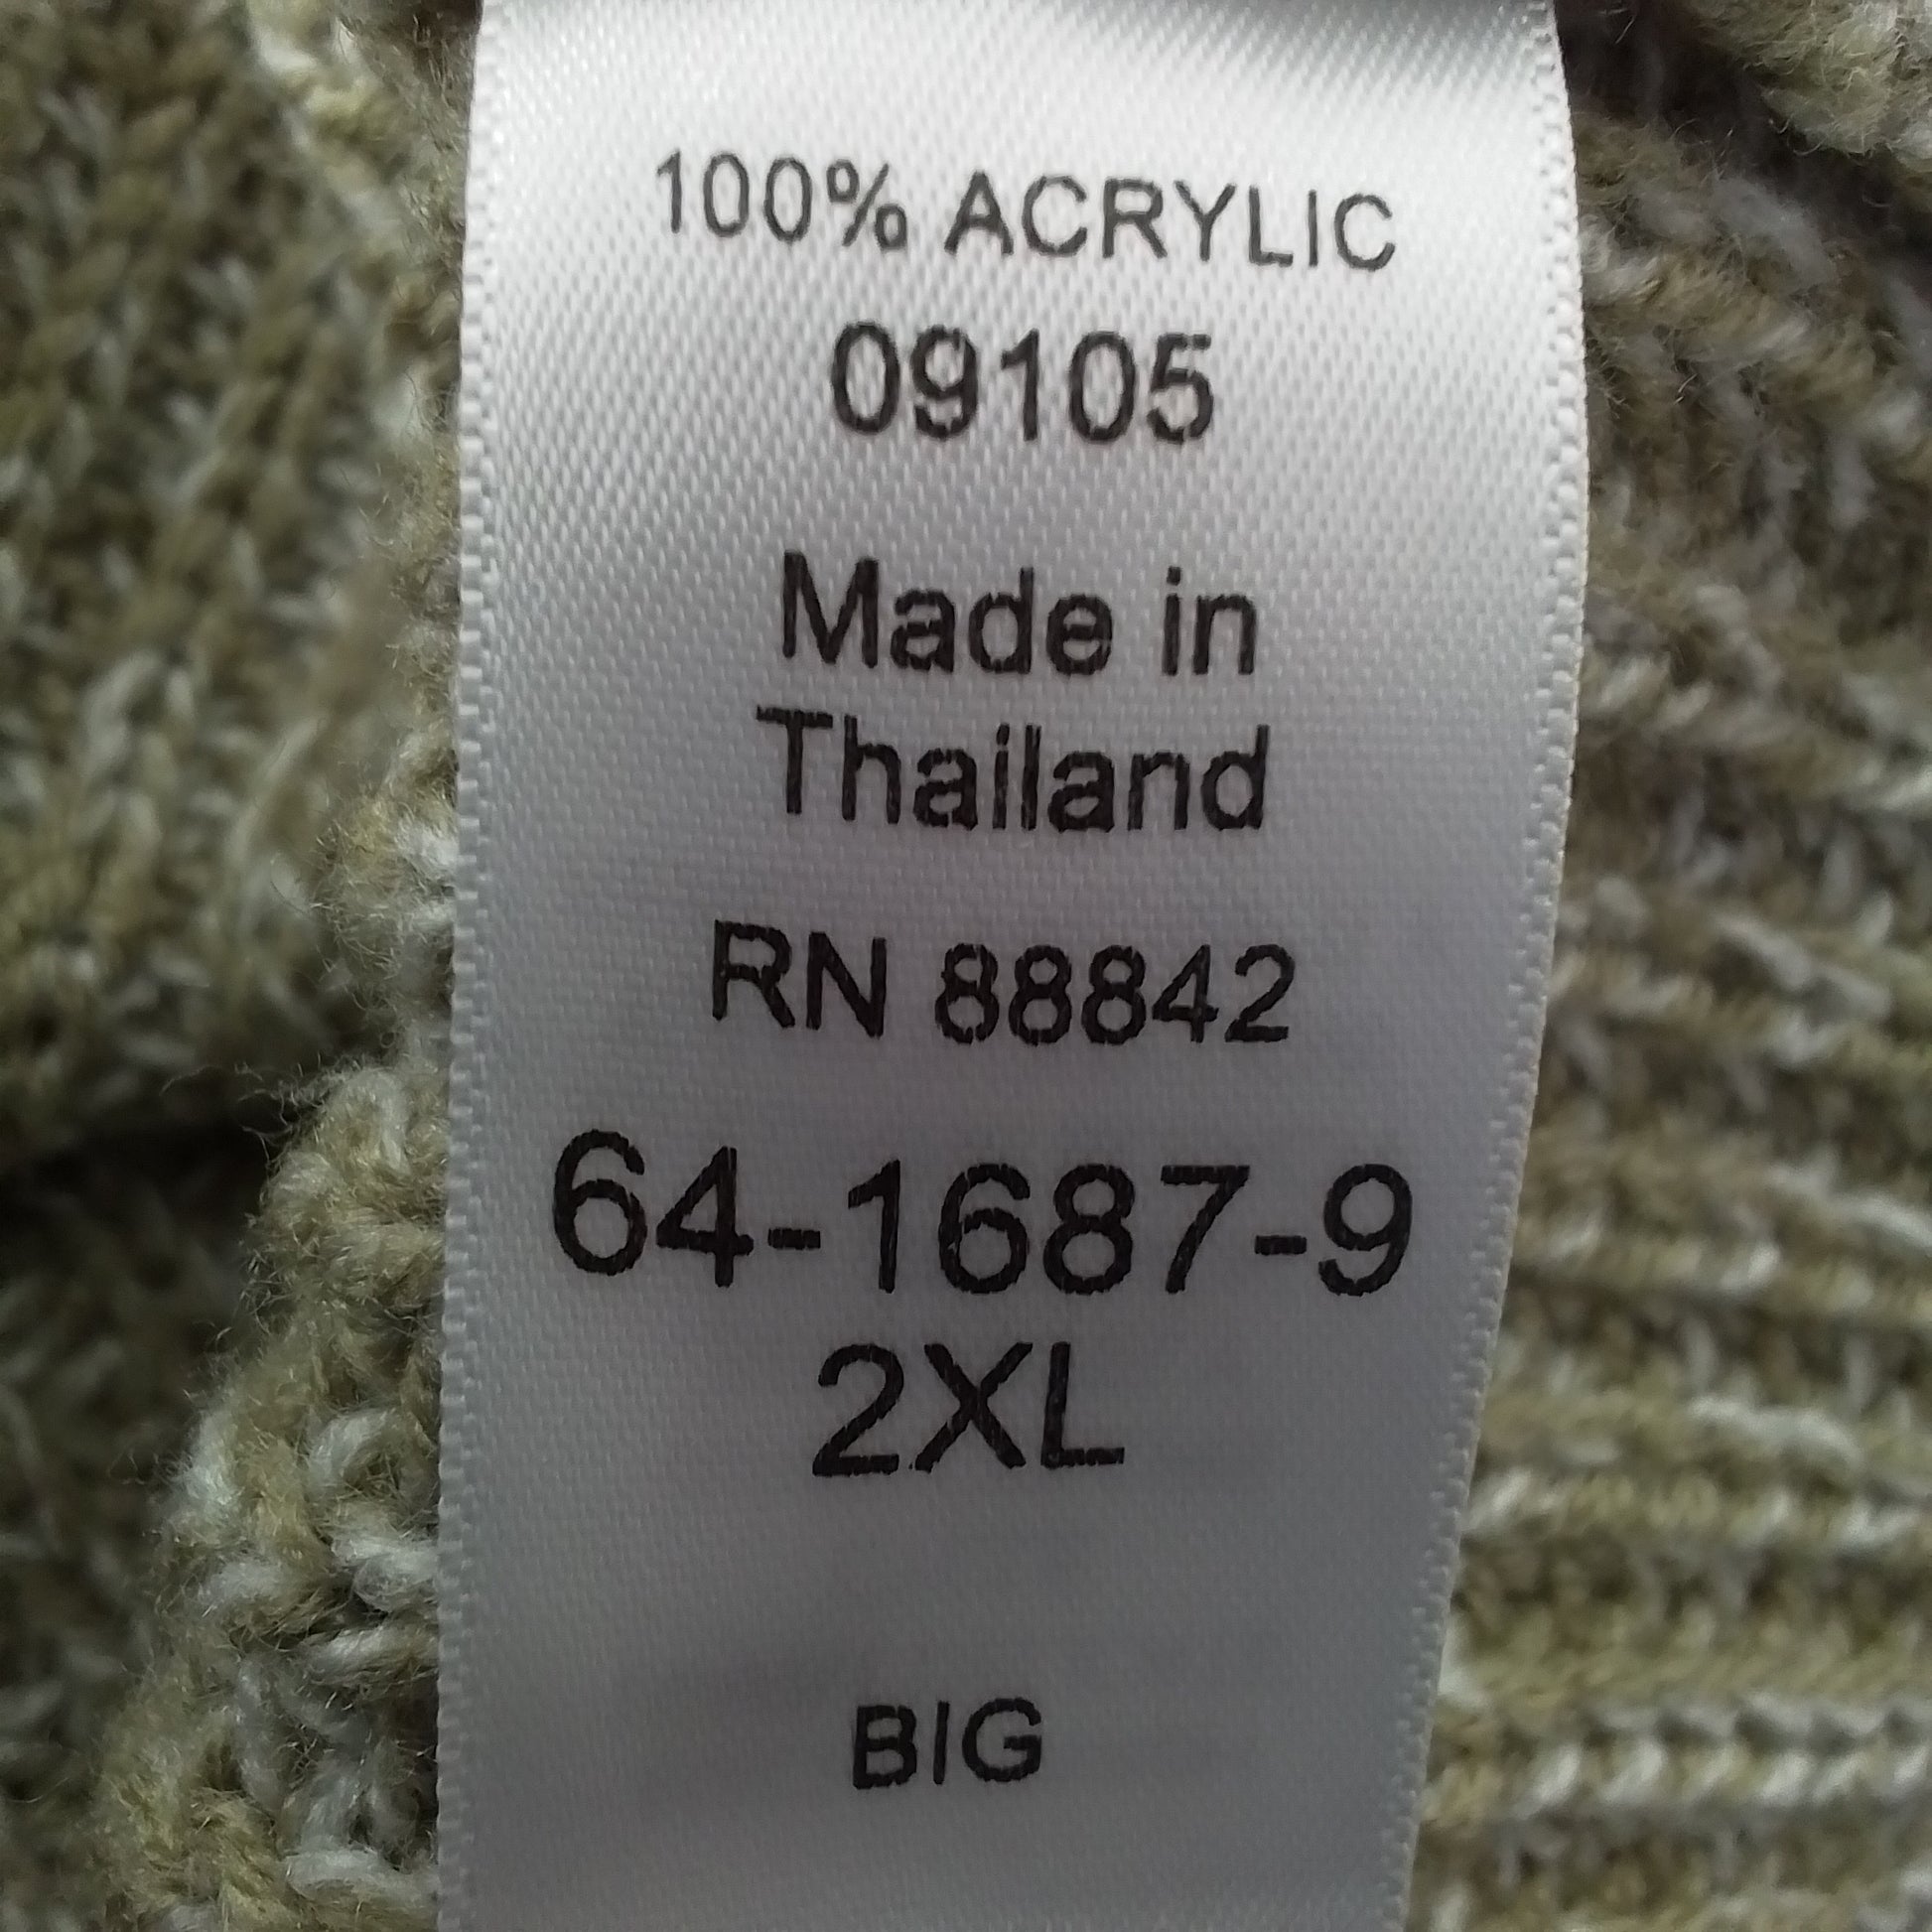 100% ACRYLIC
09105
Made in
Thailand
RN 88842
64-1687-9
2XL
BIG